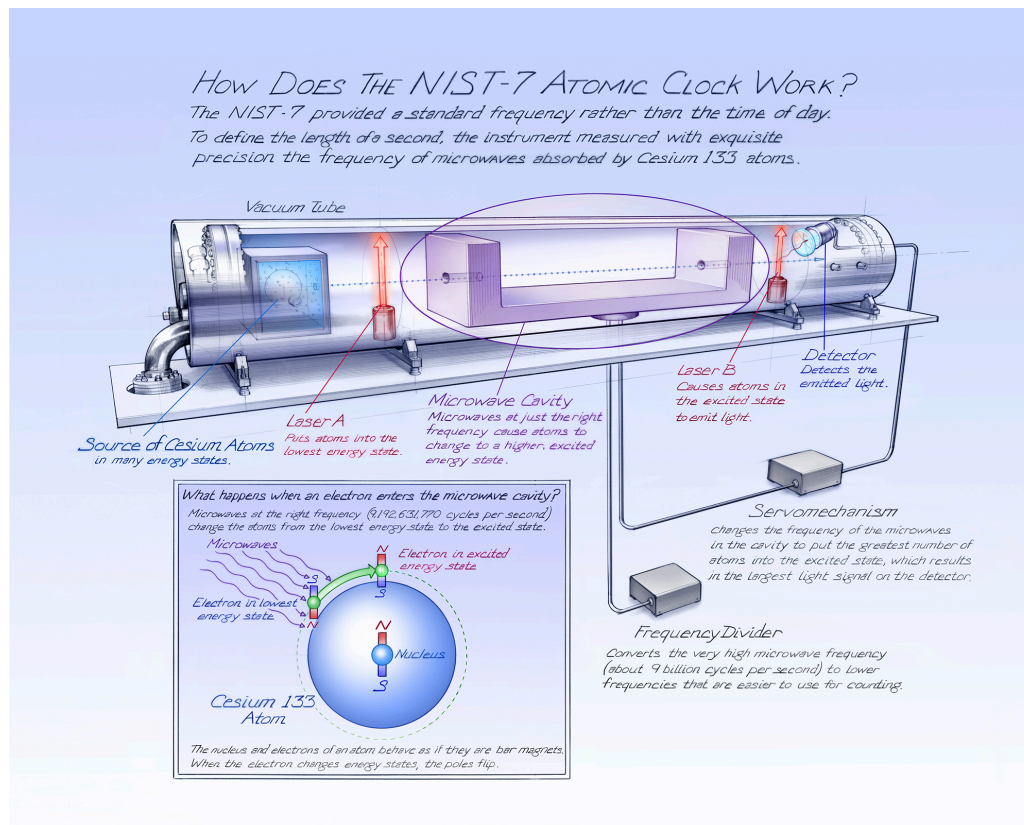 How Does The NIST-7 Atomic Clock Work?
The NIST-7 provided a standard frequency rather than the time of day.
To define the length of a second, the instrument measured with exquisite
precision the frequency of microwaves absorbed by Cesium 133 atoms.
Vacuum Tube
Source of Cesium Atoms
in many energy states.
Laser A
Puts atoms into the
lowest energy state.
Microwave Cavity
Microwaves at just the right
frequency cause atoms to
change to a higher, excited
energy state.
Laser B
Causes atoms in
the excited state
to emit light.
Detector
Detects the
emitted light.
Servomechanism
changes the frequency of the microwaves
in the cavity to put the greatest number of
atoms into the excited state, which results
in the largest light signal on the detector.
Frequency Divider
Converts the very high microwave frequency
(about 9 billion cycles per second) to lower
frequencies that are easier to use for counting.
What happens when an electron enters the microwave cavity?
Microwaves at the right frequency (9,192,631,770 cycles per second)
change the atoms from the lowest energy state to the excited state.
Microwaves
N
Electron in excited
energy state
S
S
Electron in lowest
energy state
N
N
Nucleus
S
Cesium 133
Atom
The nucleus and electrons of an atom behave as if they are bar magnets.
When the electron changes energy states, the poles flip.